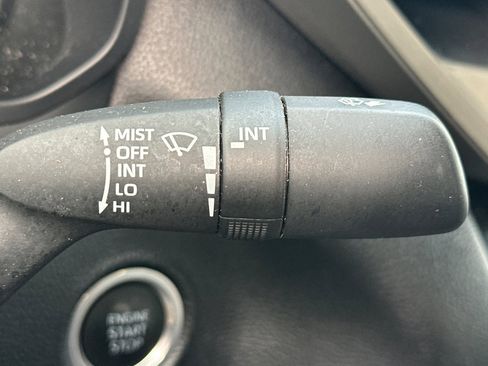 MIST
OFF
INT
LO
HI
INT
ENGINE
START
STOP